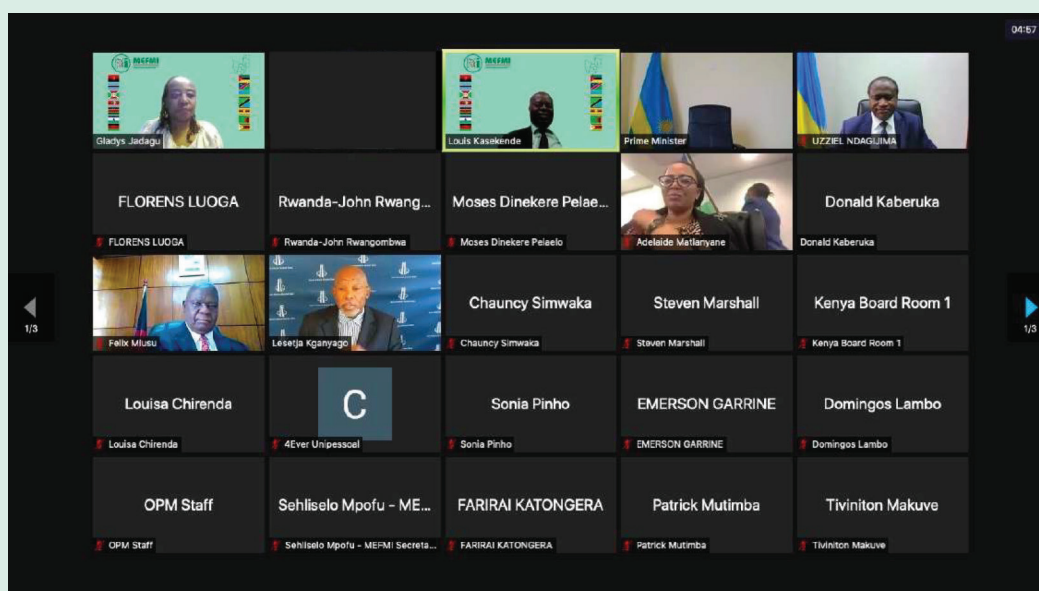 04:57
MEFMI
Gladys Jadagu
MEFMI
Louis Kasekende
Prime Minister
UZZIEL NDAGIJIMA
FLORENS LUOGA
FLORENS LUOGA
Rwanda-John Rwang...
Rwanda-John Rwangombwa
Moses Dinekere Pelae...
Moses Dinekere Pelaelo
Adelaide Matlanyane
Donald Kaberuka
Donald Kaberuka
1/3
Felix Mlusu
Lesetja Kganyago
Chauncy Simwaka
Chauncy Simwaka
Steven Marshall
Steven Marshall
Kenya Board Room 1
Kenya Board Room 1
1/3
Louisa Chirenda
Louisa Chirenda
C
4Ever Unipessoal
Sonia Pinho
Sonia Pinho
EMERSON GARRINE
EMERSON GARRINE
Domingos Lambo
Domingos Lambo
OPM Staff
OPM Staff
Sehliselo Mpofu - ME...
Sehliselo Mpofu - MEFMI Secreta...
FARIRAI KATONGERA
FARIRAI KATONGERA
Patrick Mutimba
Patrick Mutimba
Tiviniton Makuve
Tiviniton Makuve